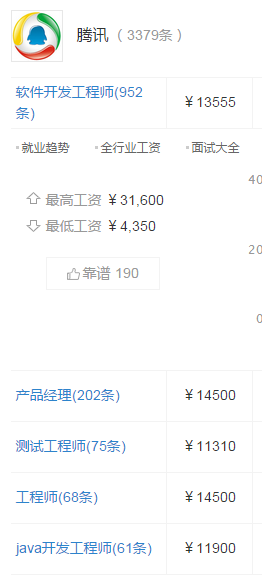 腾讯 （ 3379条 ）
软件开发工程师(952条) ￥13555
就业趋势 全行业工资 面试大全
40
最高工资 ￥31,600
最低工资 ￥4,350
20
靠谱 190
0
产品经理(202条) ￥14500
测试工程师(75条) ￥11310
工程师(68条) ￥14500
java开发工程师(61条) ￥11900